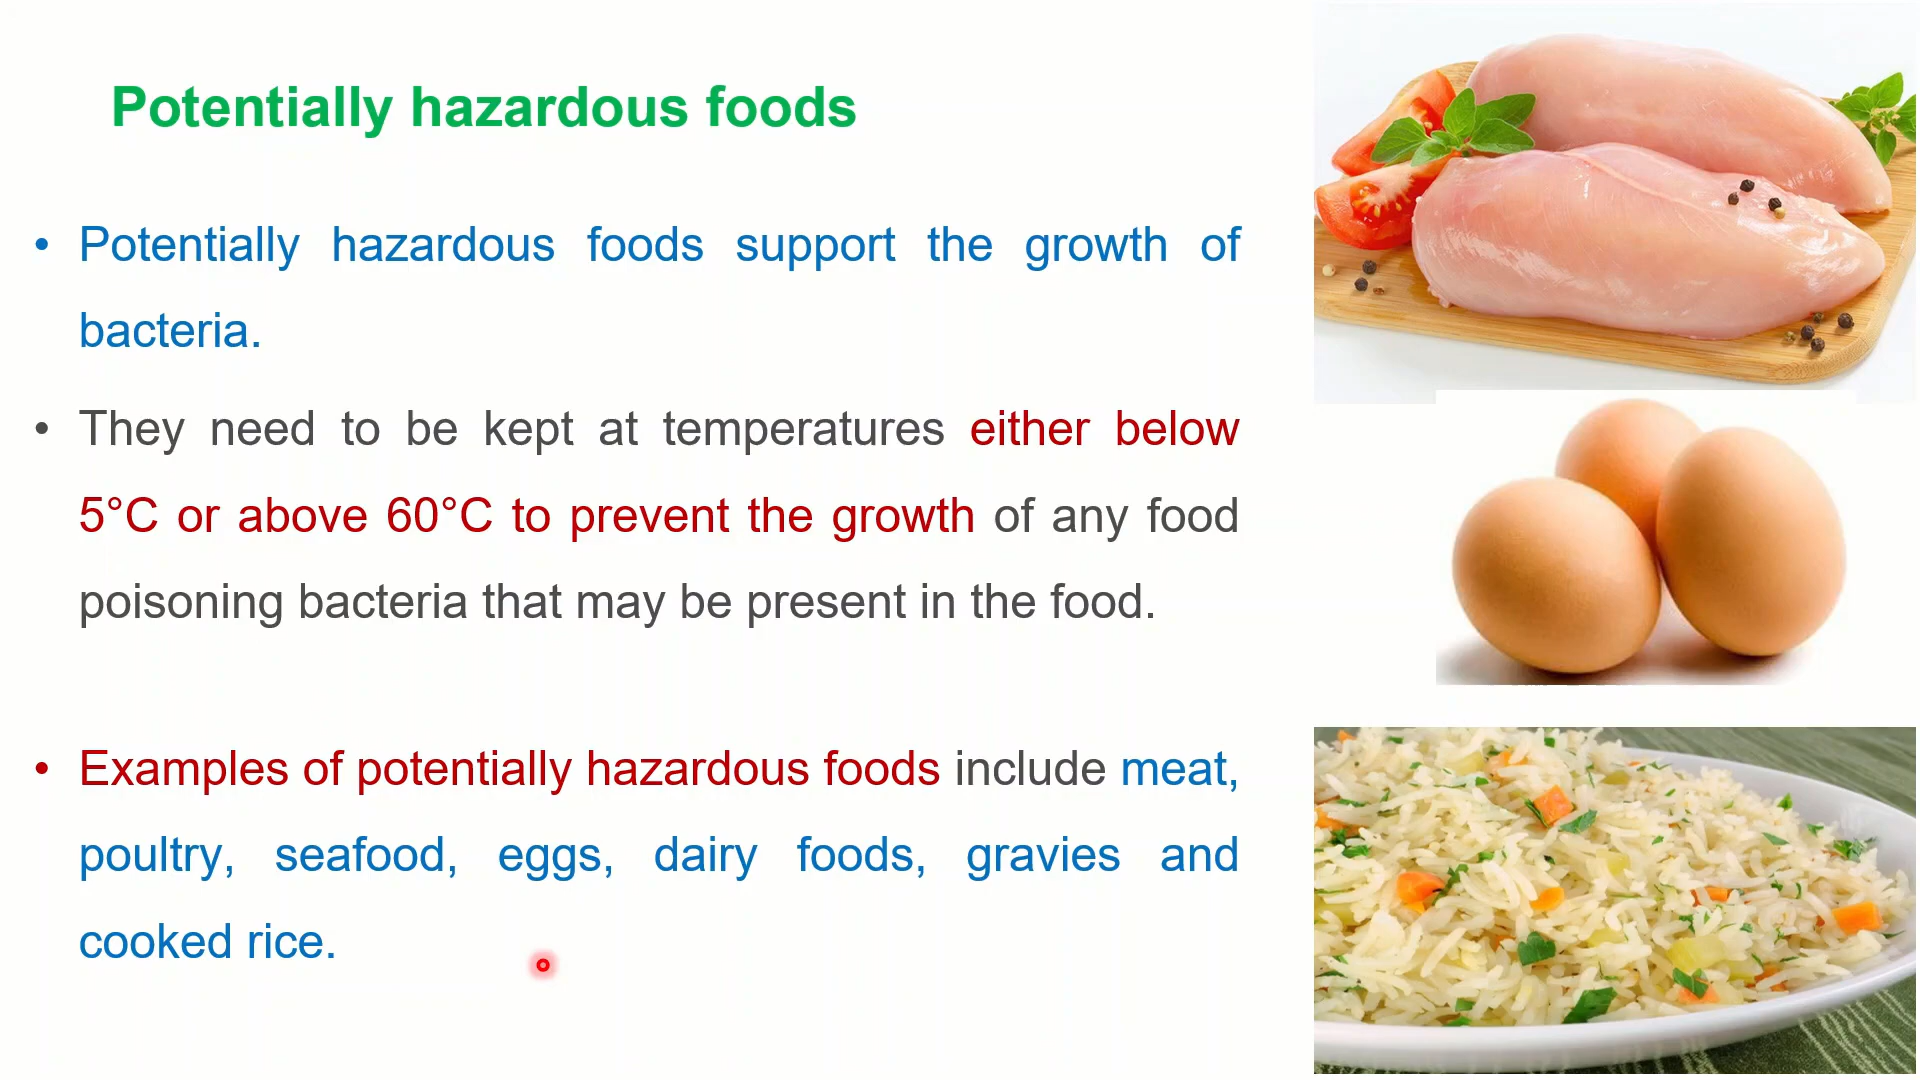 Potentially hazardous foods
• Potentially hazardous foods support the growth of
bacteria.
• They need to be kept at temperatures either below
5°C or above 60°C to prevent the growth of any food
poisoning bacteria that may be present in the food.
• Examples of potentially hazardous foods include meat,
poultry, seafood, eggs, dairy foods, gravies and
cooked rice.